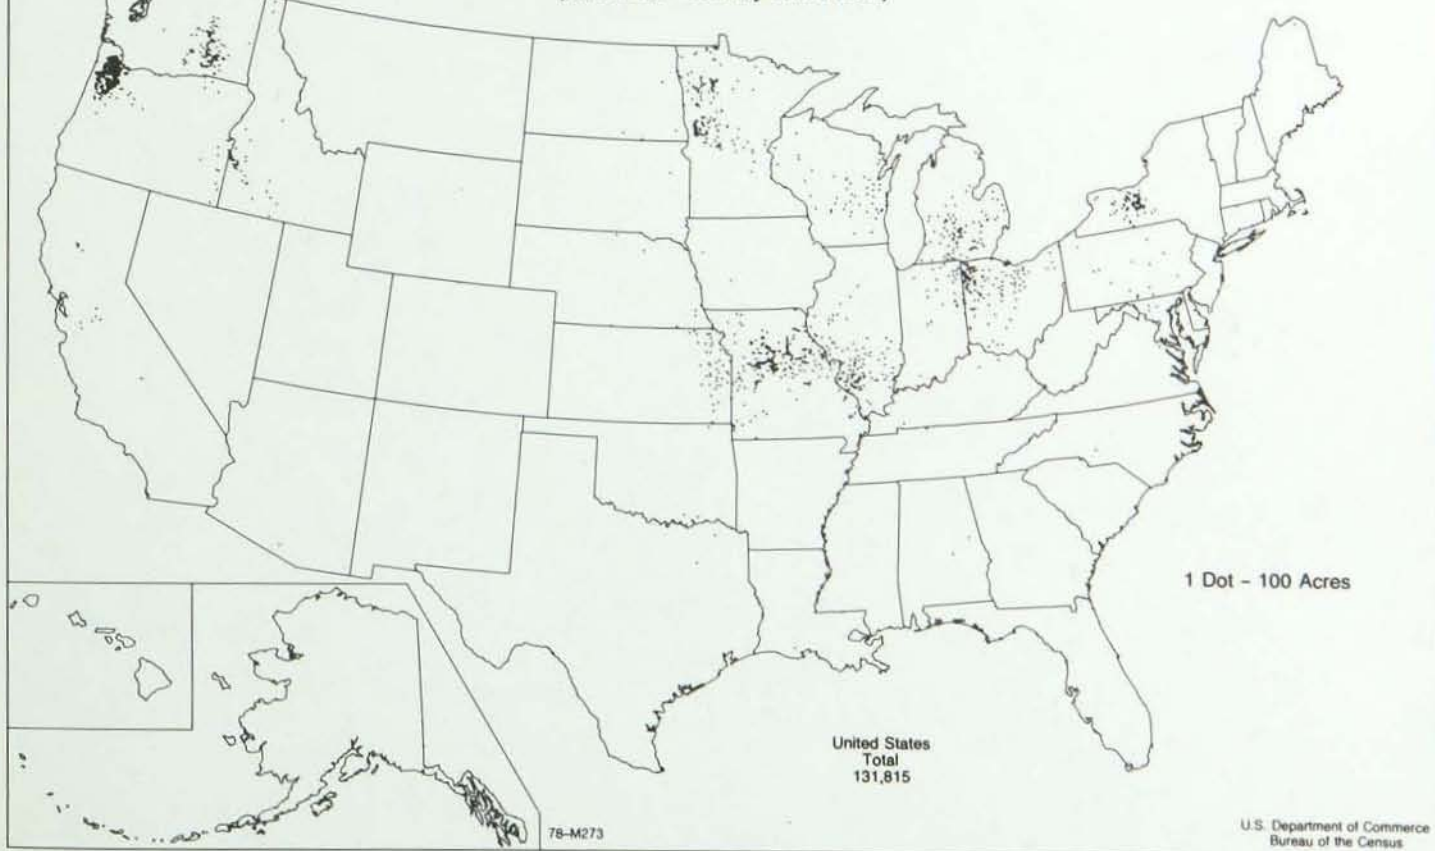 1 Dot – 100 Acres
United States
Total
131,815
78–M273
U.S. Department of Commerce
Bureau of the Census